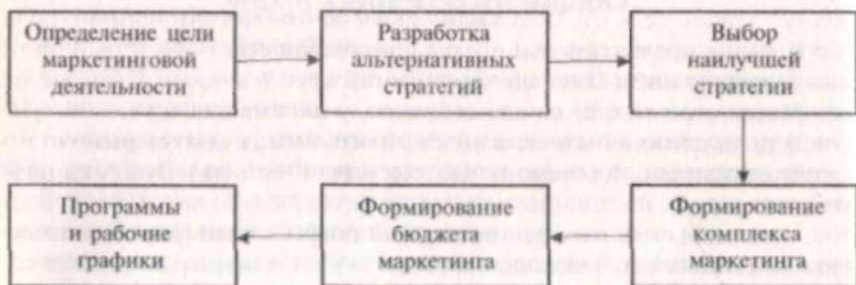 Определение цели
маркетинговой
деятельности
Разработка
альтернативных
стратегий
Выбор
наилучшей
стратегии
Формирование
комплекса
маркетинга
Формирование
бюджета
маркетинга
Программы
и рабочие
графики